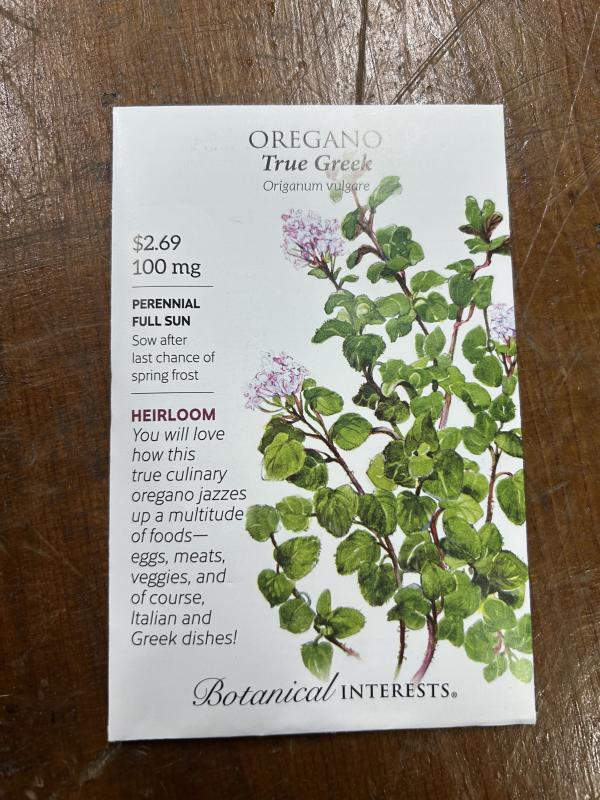 OREGANO
True Greek
Origanum vulgare
$2.69
100 mg
PERENNIAL
FULL SUN
Sow after
last chance of
spring frost
HEIRLOOM
You will love
how this
true culinary
oregano jazzes
up a multitude
of foods—
eggs, meats,
veggies, and
of course,
Italian and
Greek dishes!
Botanical INTERESTS®